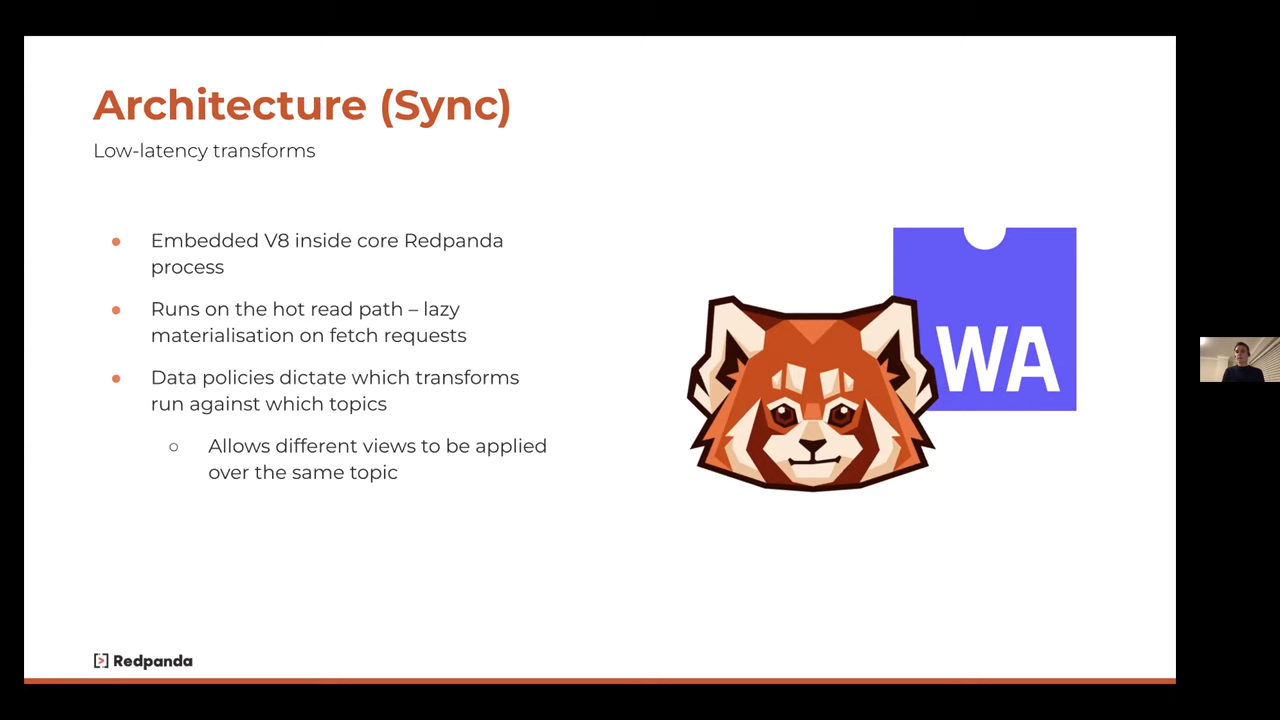 Architecture (Sync)
Low-latency transforms
● Embedded V8 inside core Redpanda
process
● Runs on the hot read path – lazy
materialisation on fetch requests
● Data policies dictate which transforms
run against which topics
○ Allows different views to be applied
over the same topic
WA
[>] Redpanda